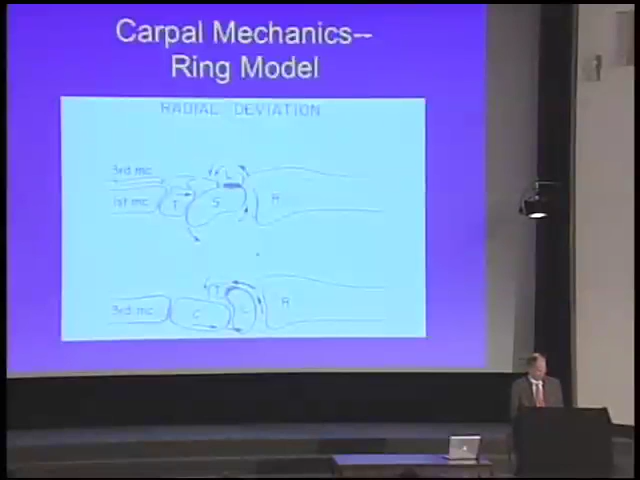 Carpal Mechanics--
Ring Model
RADIAL DEVIATION
3rd mc
L
1st mc
T
S
R
T
3rd mc
C
L
R